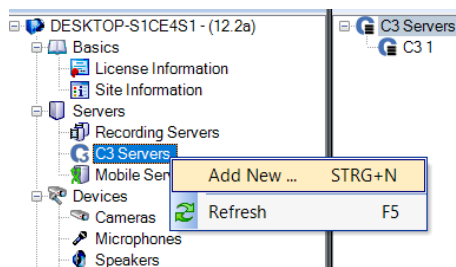 DESKTOP-S1CE4S1 - (12.2a)
Basics
License Information
Site Information
Servers
Recording Servers
C3 Servers
Mobile Ser
Devices
Cameras
Microphones
Speakers
Add New ... STRG+N
Refresh F5
C3 Servers
C3 1